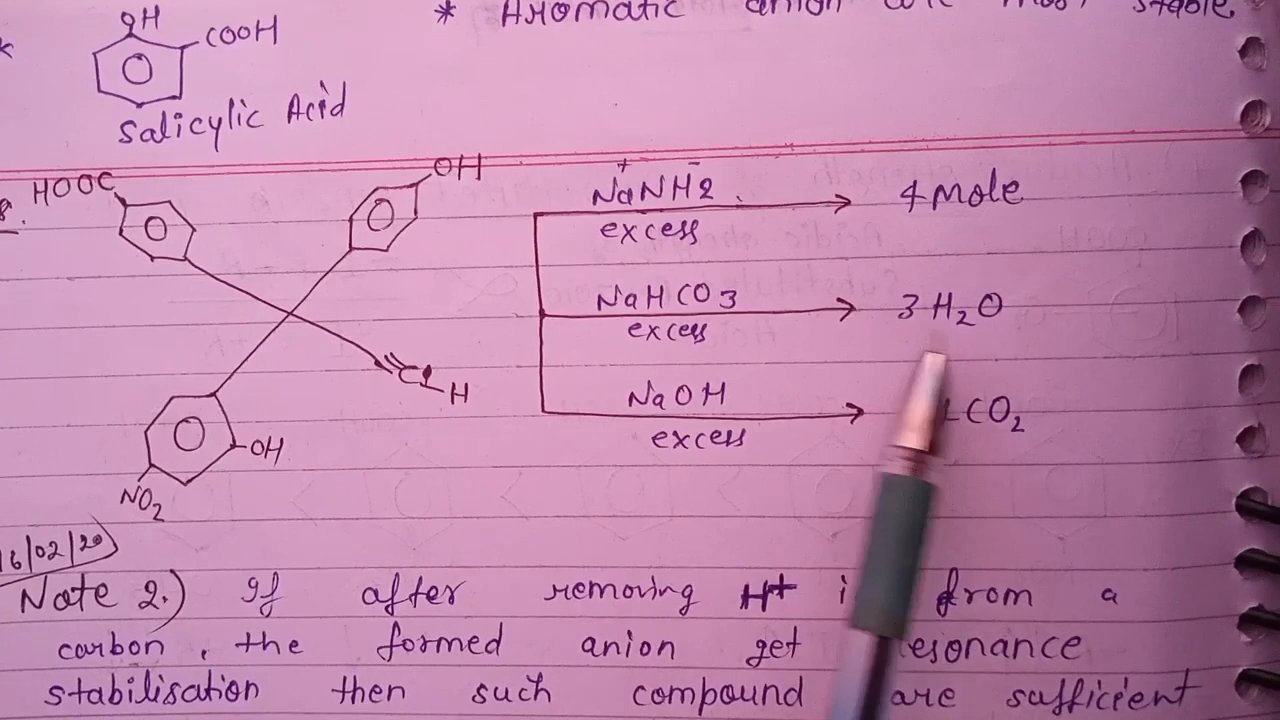 * Aromatic anion are most stable
OH
COOH
Salicylic Acid
8.
HOOC
OH
NaNH2
excess
4 mole
NaHCO3
excess
3 H2O
H
NaOH
excess
CO2
OH
NO2
16/02/20
Note 2.) If after removing H+ from a
carbon, the formed anion get resonance
stabilisation then such compound are sufficient